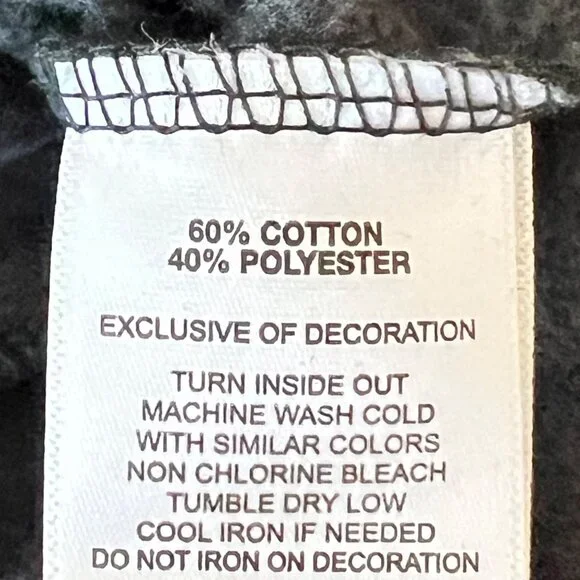 60% COTTON
40% POLYESTER
EXCLUSIVE OF DECORATION
TURN INSIDE OUT
MACHINE WASH COLD
WITH SIMILAR COLORS
NON CHLORINE BLEACH
TUMBLE DRY LOW
COOL IRON IF NEEDED
DO NOT IRON ON DECORATION